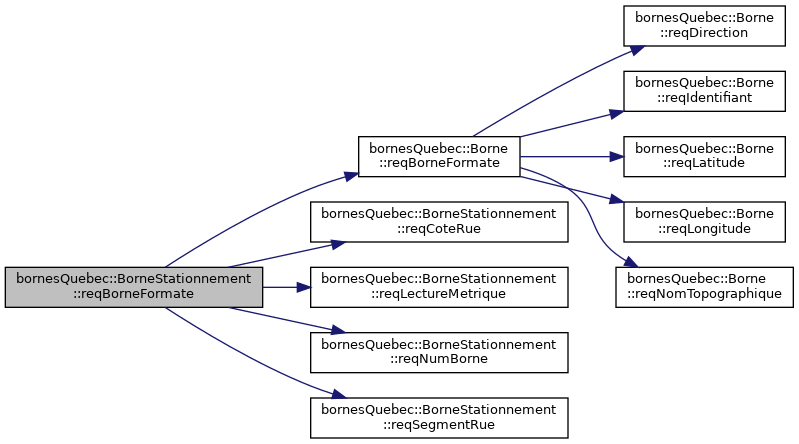 bornesQuebec::BorneStationnement
::reqBorneFormate
bornesQuebec::Borne
::reqBorneFormate
bornesQuebec::Borne
::reqDirection
bornesQuebec::Borne
::reqIdentifiant
bornesQuebec::Borne
::reqLatitude
bornesQuebec::Borne
::reqLongitude
bornesQuebec::Borne
::reqNomTopographique
bornesQuebec::BorneStationnement
::reqCoteRue
bornesQuebec::BorneStationnement
::reqLectureMetrique
bornesQuebec::BorneStationnement
::reqNumBorne
bornesQuebec::BorneStationnement
::reqSegmentRue